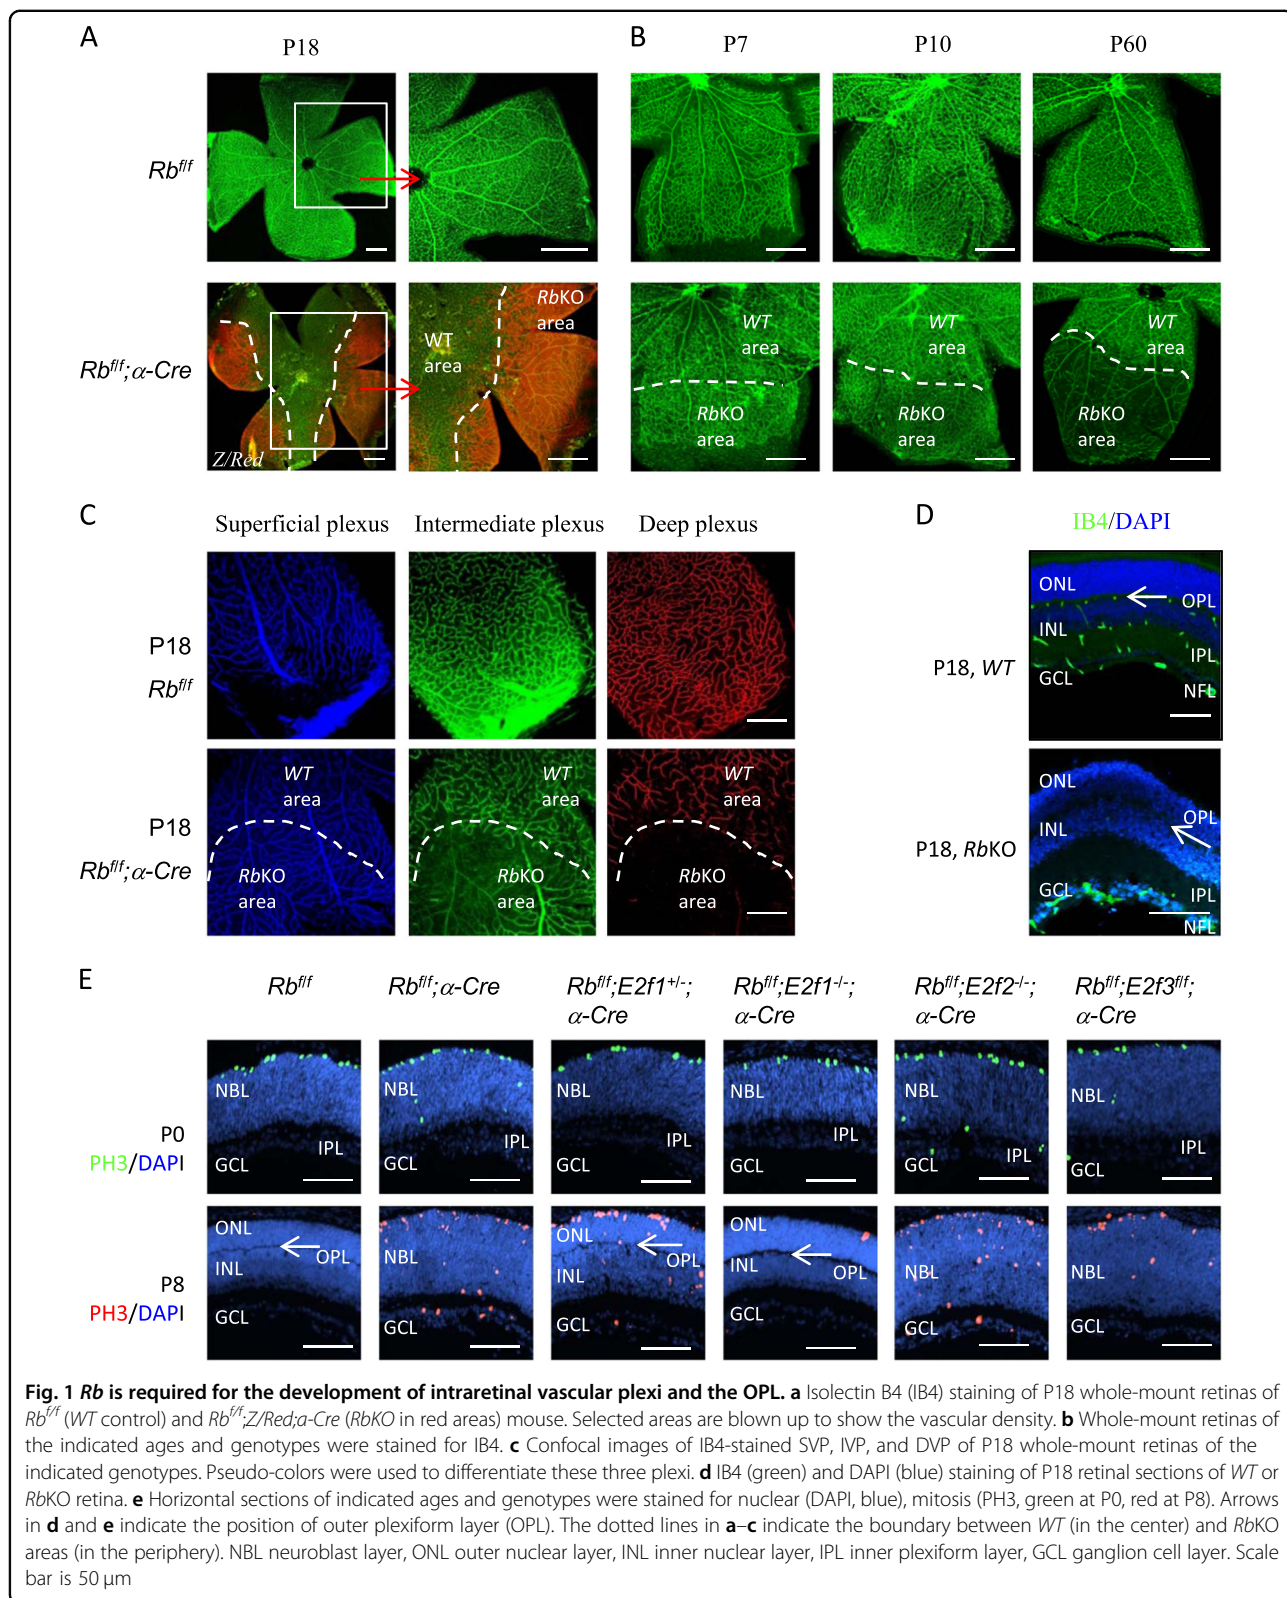 A
P18
B
P7
P10
P60
Rb^f/f
Rb^f/f;α-Cre
WT area
RbKO area
Z/Red
WT area
RbKO area
WT area
RbKO area
WT area
RbKO area
C
Superficial plexus
Intermediate plexus
Deep plexus
P18
Rb^f/f
P18
Rb^f/f;α-Cre
WT area
RbKO area
WT area
RbKO area
WT area
RbKO area
D
IB4/DAPI
P18, WT
ONL
OPL
INL
IPL
GCL
NFL
P18, RbKO
ONL
OPL
INL
GCL
IPL
NFL
E
Rb^f/f
Rb^f/f;α-Cre
Rb^f/f;E2f1^+/-;
α-Cre
Rb^f/f;E2f1^-/-;
α-Cre
Rb^f/f;E2f2^-/-;
α-Cre
Rb^f/f;E2f3^f/f;
α-Cre
P0
PH3/DAPI
NBL
IPL
GCL
NBL
IPL
GCL
NBL
IPL
GCL
NBL
IPL
GCL
NBL
IPL
GCL
NBL
IPL
GCL
P8
PH3/DAPI
ONL
OPL
INL
GCL
NBL
GCL
ONL
OPL
INL
GCL
ONL
INL
OPL
GCL
NBL
GCL
NBL
GCL
Fig. 1 Rb is required for the development of intraretinal vascular plexi and the OPL. a Isolectin B4 (IB4) staining of P18 whole-mount retinas of
Rb^f/f (WT control) and Rb^f/f;Z/Red;a-Cre (RbKO in red areas) mouse. Selected areas are blown up to show the vascular density. b Whole-mount retinas of
the indicated ages and genotypes were stained for IB4. c Confocal images of IB4-stained SVP, IVP, and DVP of P18 whole-mount retinas of the
indicated genotypes. Pseudo-colors were used to differentiate these three plexi. d IB4 (green) and DAPI (blue) staining of P18 retinal sections of WT or
RbKO retina. e Horizontal sections of indicated ages and genotypes were stained for nuclear (DAPI, blue), mitosis (PH3, green at P0, red at P8). Arrows
in d and e indicate the position of outer plexiform layer (OPL). The dotted lines in a–c indicate the boundary between WT (in the center) and RbKO
areas (in the periphery). NBL neuroblast layer, ONL outer nuclear layer, INL inner nuclear layer, IPL inner plexiform layer, GCL ganglion cell layer. Scale
bar is 50 µm